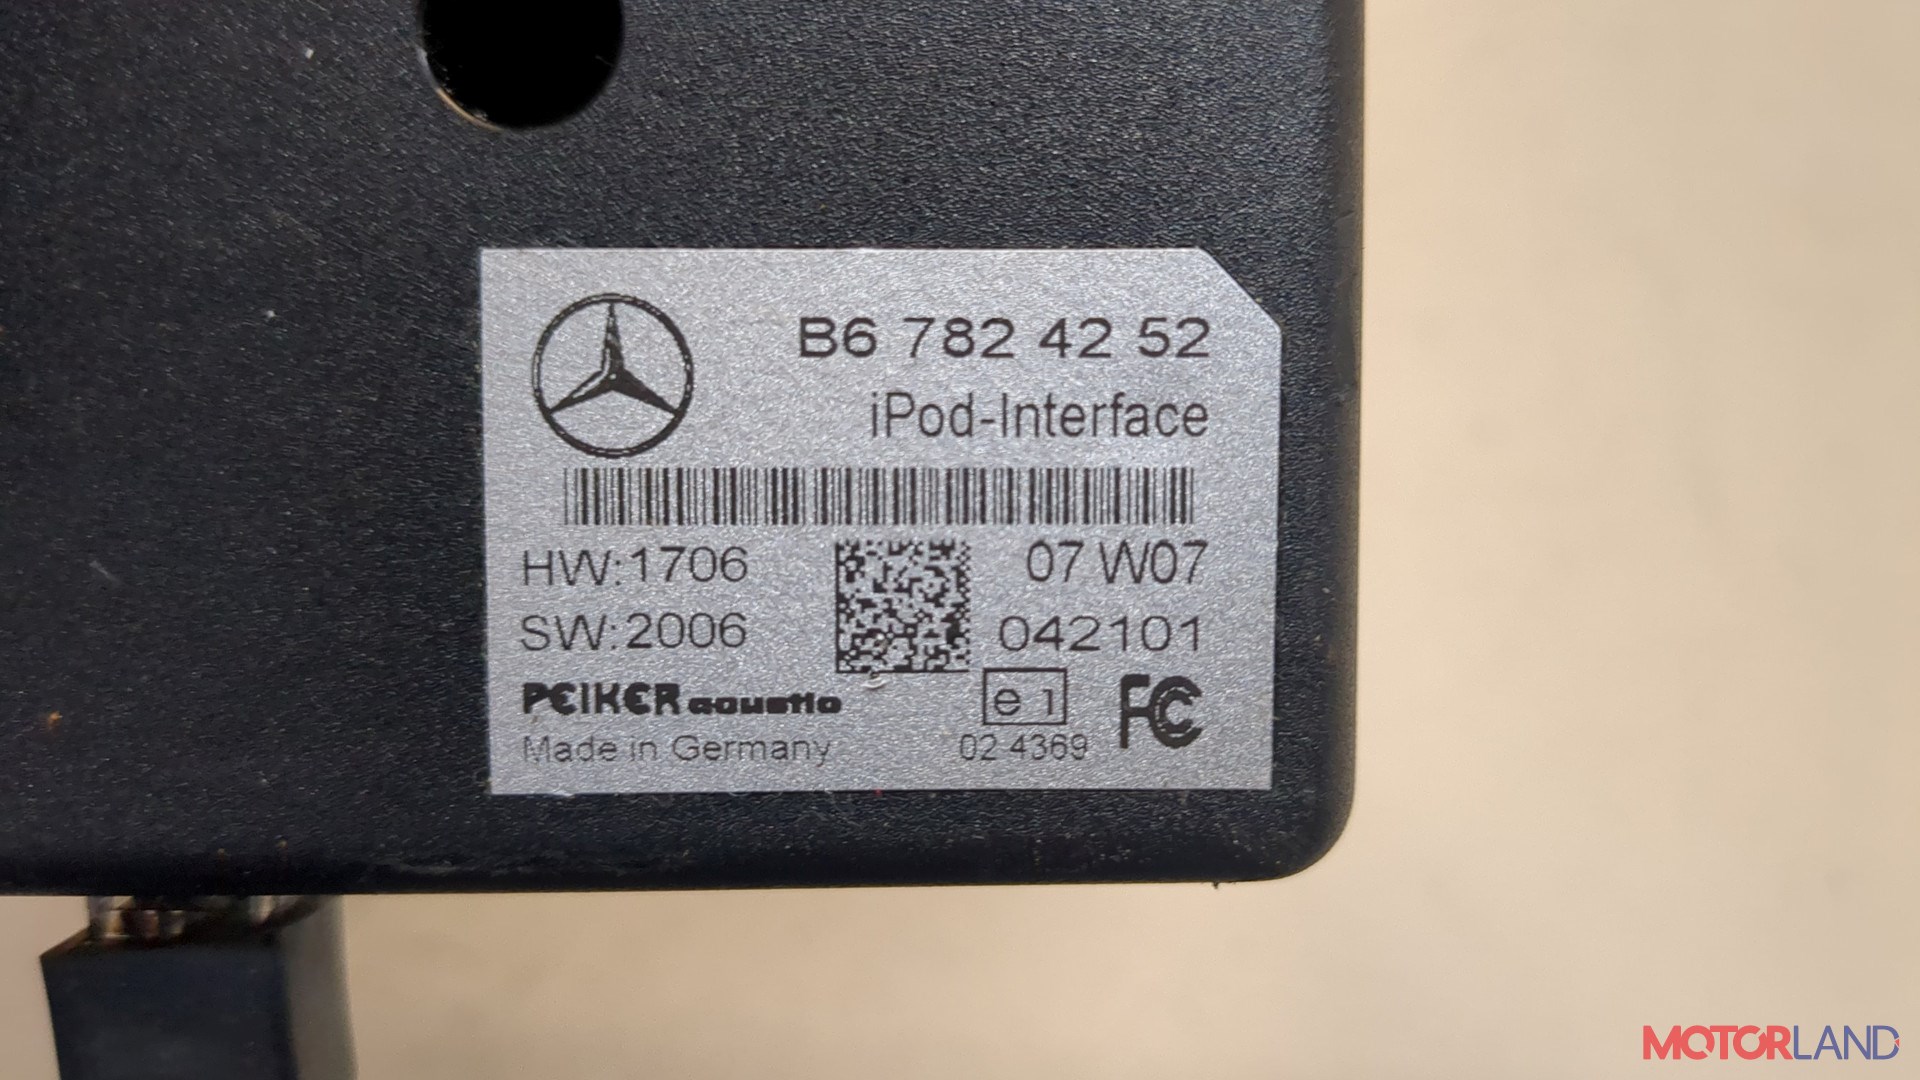 B6 782 42 52
iPod-Interface
HW:1706
07 W07
SW:2006
042101
PEIKER acustic
e1
FC
Made in Germany
02 4369
MOTORLAND